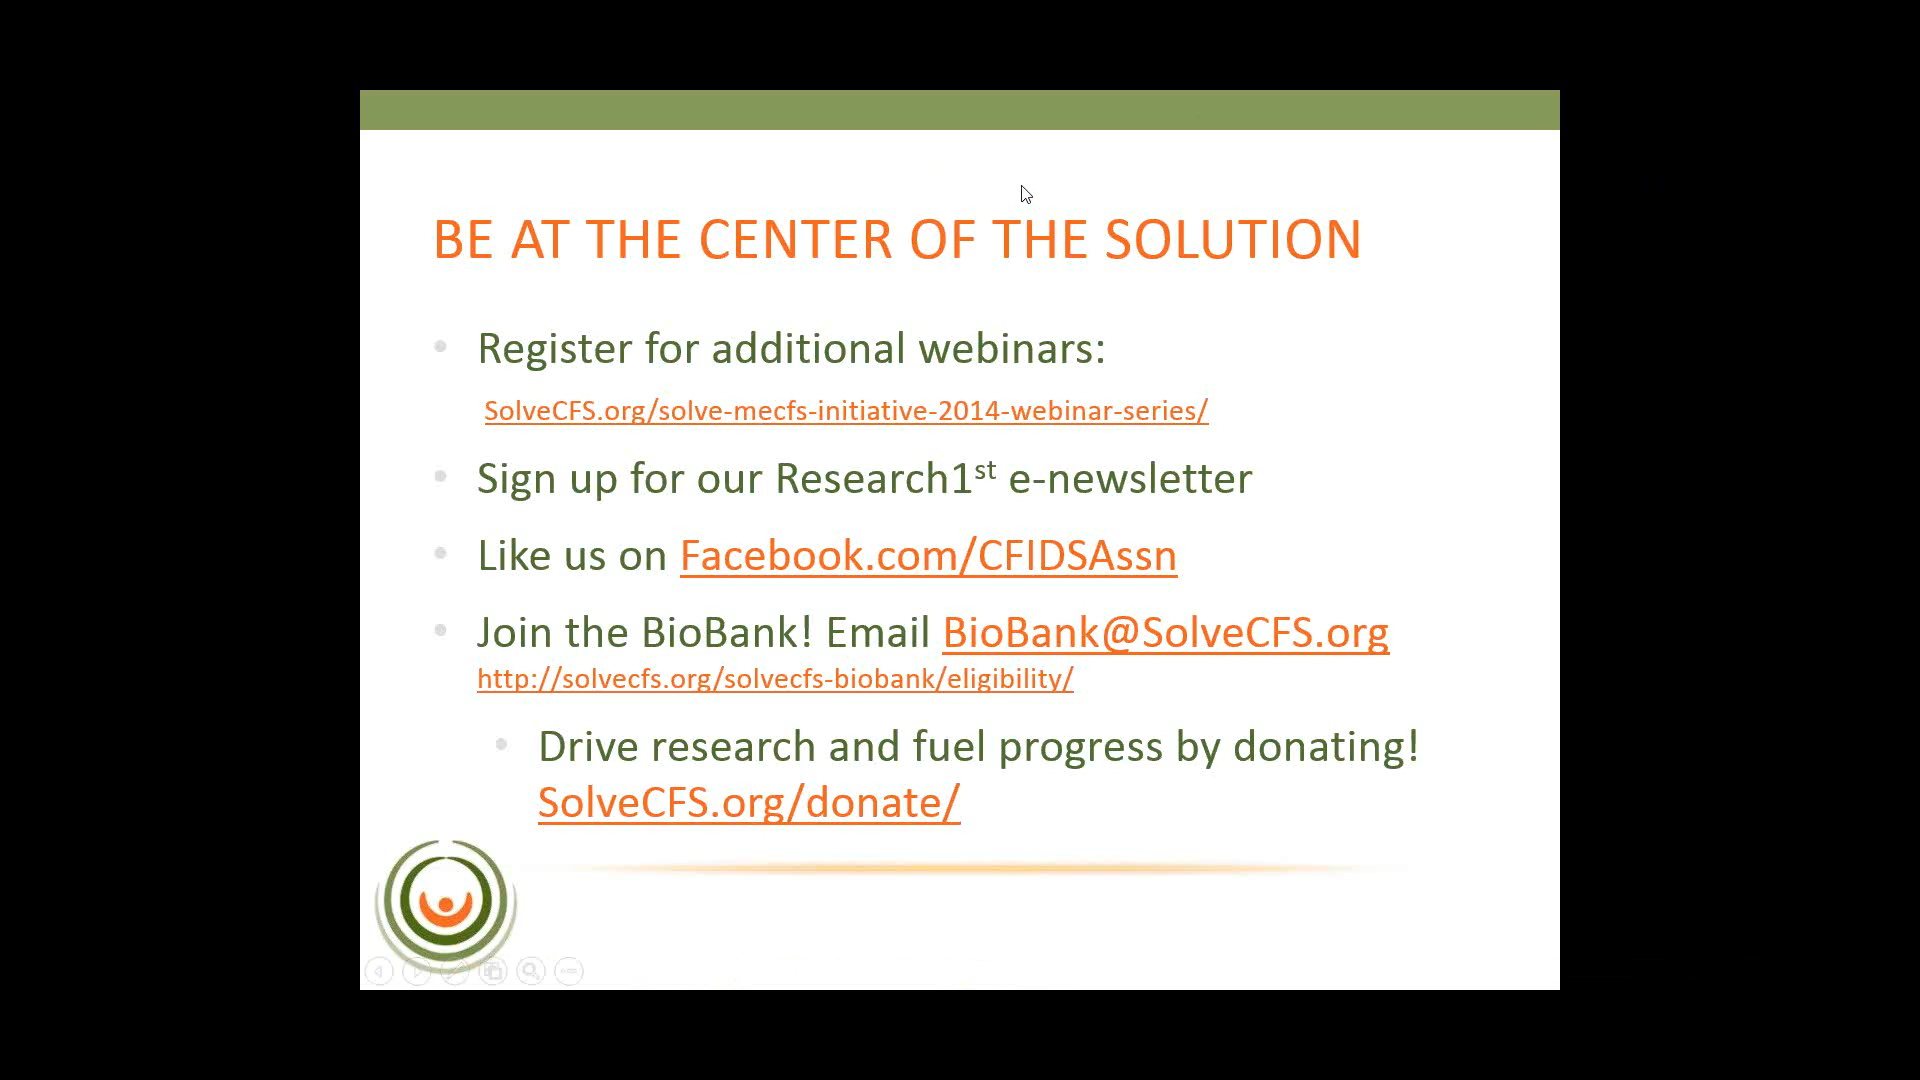 BE AT THE CENTER OF THE SOLUTION
• Register for additional webinars:
SolveCFS.org/solve-mecfs-initiative-2014-webinar-series/
• Sign up for our Research1st e-newsletter
• Like us on Facebook.com/CFIDSAssn
• Join the BioBank! Email BioBank@SolveCFS.org
http://solvecfs.org/solvecfs-biobank/eligibility/
• Drive research and fuel progress by donating!
SolveCFS.org/donate/